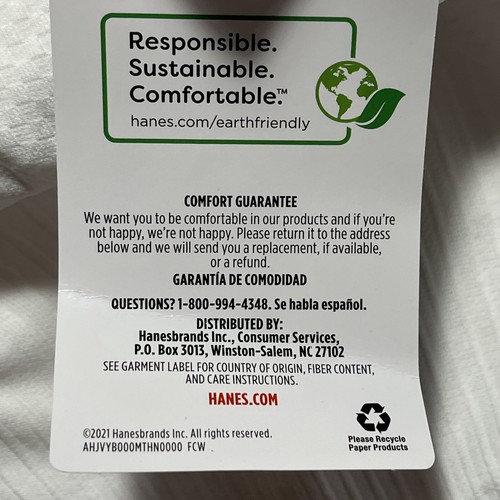 Responsible.
Sustainable.
Comfortable.™
hanes.com/earthfriendly
COMFORT GUARANTEE
We want you to be comfortable in our products and if you're
not happy, we're not happy. Please return it to the address
below and we will send you a replacement, if available,
or a refund.
GARANTÍA DE COMODIDAD
QUESTIONS? 1-800-994-4348. Se habla español.
DISTRIBUTED BY:
Hanesbrands Inc., Consumer Services,
P.O. Box 3013, Winston-Salem, NC 27102
SEE GARMENT LABEL FOR COUNTRY OF ORIGIN, FIBER CONTENT,
AND CARE INSTRUCTIONS.
HANES.COM
©2021 Hanesbrands Inc. All rights reserved.
AHJVYB000MTHN0000 FCW
Please Recycle
Paper Products